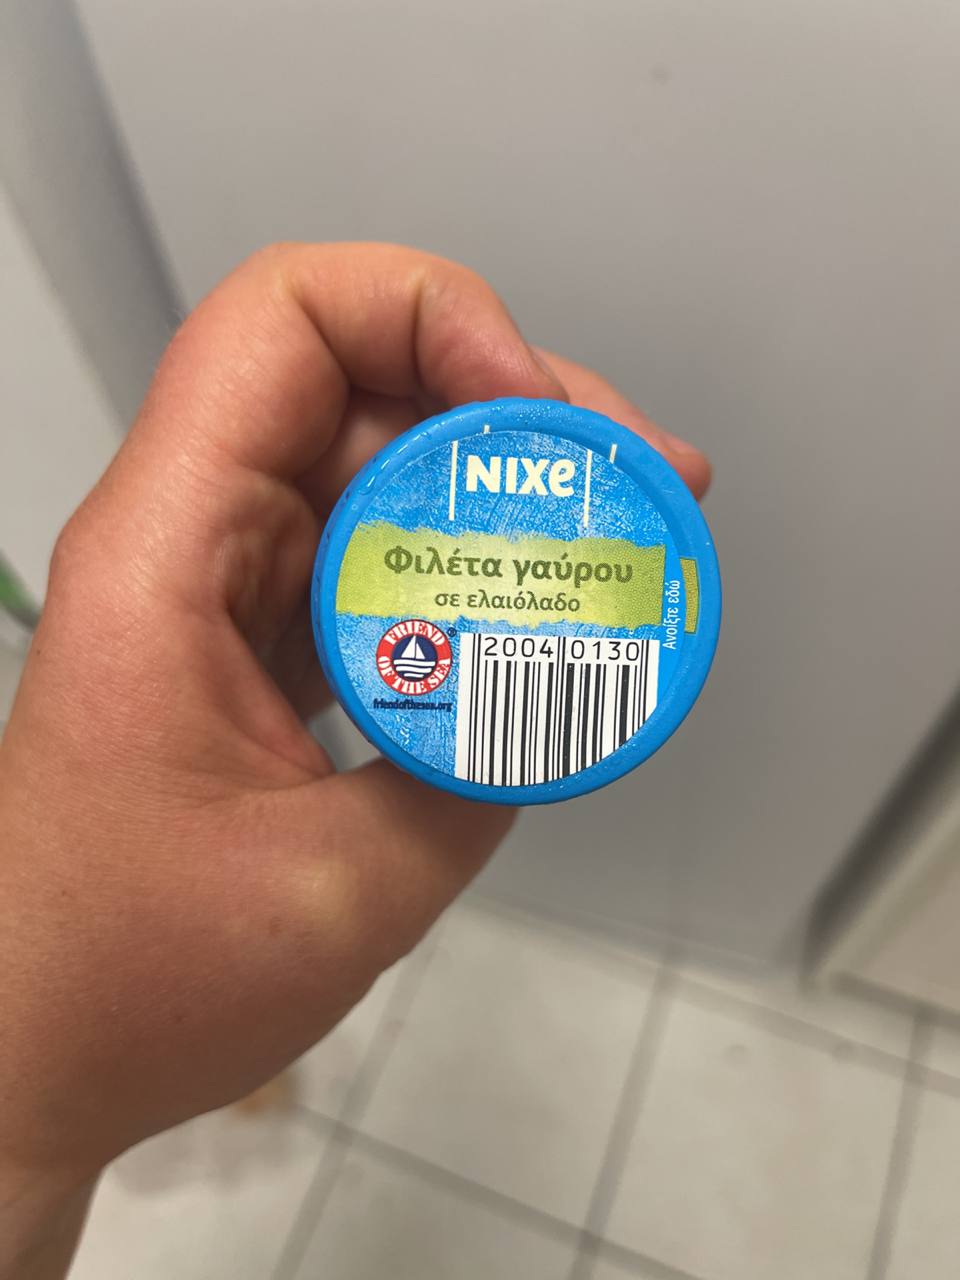 NIXe
Φιλέτα γαύρου
σε ελαιόλαδο
Ανοίξτε εδώ
FRIEND
OF THE SEA
®
friendofthesea.org
2004 0130